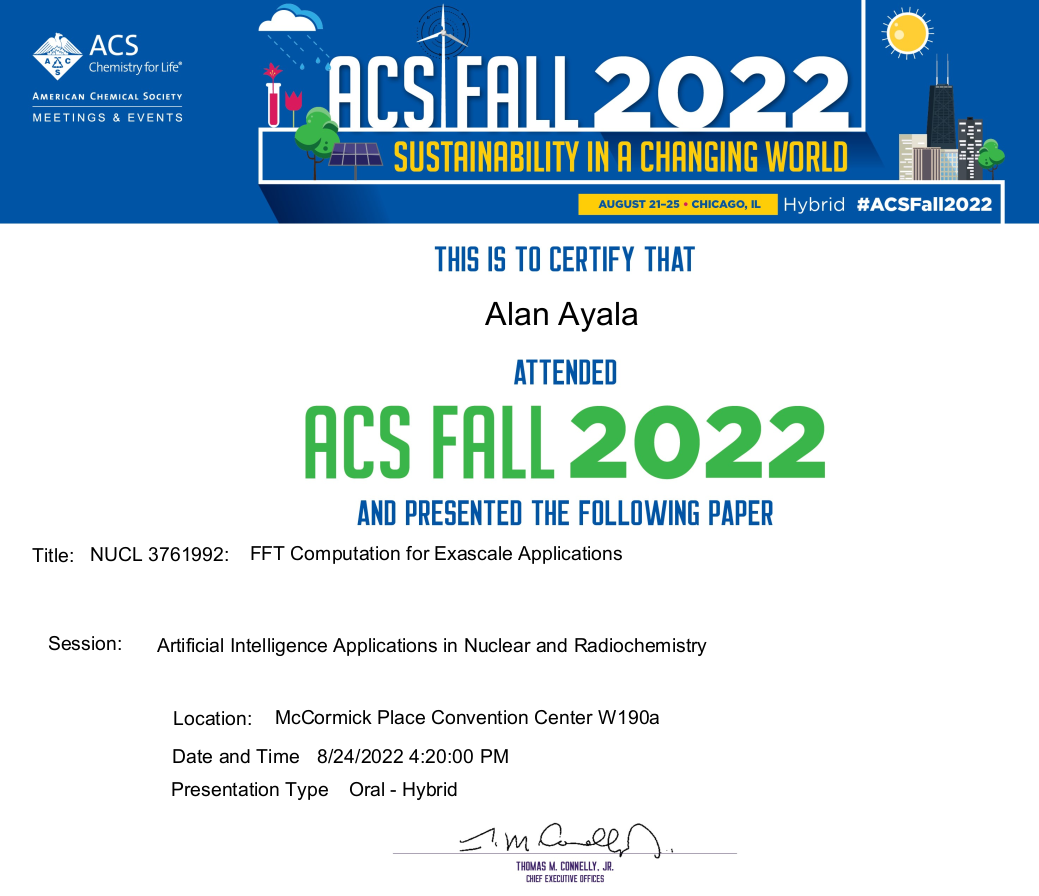 ACS
Chemistry for Life®
AMERICAN CHEMICAL SOCIETY
MEETINGS & EVENTS
ACS FALL 2022
SUSTAINABILITY IN A CHANGING WORLD
AUGUST 21–25 • CHICAGO, IL Hybrid #ACSFall2022
THIS IS TO CERTIFY THAT
Alan Ayala
ATTENDED
ACS FALL 2022
AND PRESENTED THE FOLLOWING PAPER
Title: NUCL 3761992: FFT Computation for Exascale Applications
Session: Artificial Intelligence Applications in Nuclear and Radiochemistry
Location: McCormick Place Convention Center W190a
Date and Time 8/24/2022 4:20:00 PM
Presentation Type Oral - Hybrid
THOMAS M. CONNELLY, JR.
CHIEF EXECUTIVE OFFICES